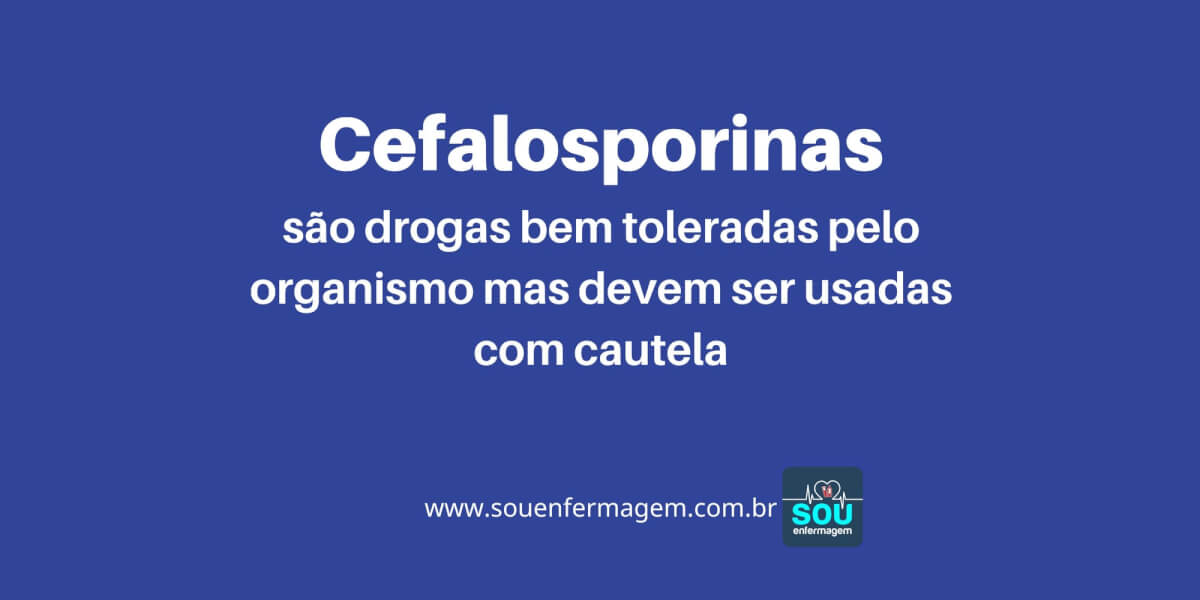 Cefalosporinas
são drogas bem toleradas pelo
organismo mas devem ser usadas
com cautela
www.souenfermagem.com.br
SOU
enfermagem